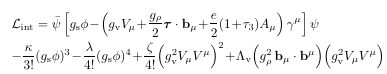 \mathcal{L}_{\rm int} = \bar{\psi} \left[ g_{\rm s}\phi - \left( g_{\rm v}V_{\mu} + \frac{g_{\rho}}{2} \boldsymbol{\tau} \cdot \mathbf{b}_{\mu} + \frac{e}{2}(1+\tau_{3})A_{\mu} \right) \gamma^{\mu} \right] \psi
- \frac{\kappa}{3!}(g_{\rm s}\phi)^{3} - \frac{\lambda}{4!}(g_{\rm s}\phi)^{4} + \frac{\zeta}{4!} \left( g_{\rm v}^{2}V_{\mu}V^{\mu} \right)^{2} + \Lambda_{\rm v} \left( g_{\rho}^{2}\, \mathbf{b}_{\mu} \cdot \mathbf{b}^{\mu} \right) \left( g_{\rm v}^{2}V_{\mu}V^{\mu} \right)